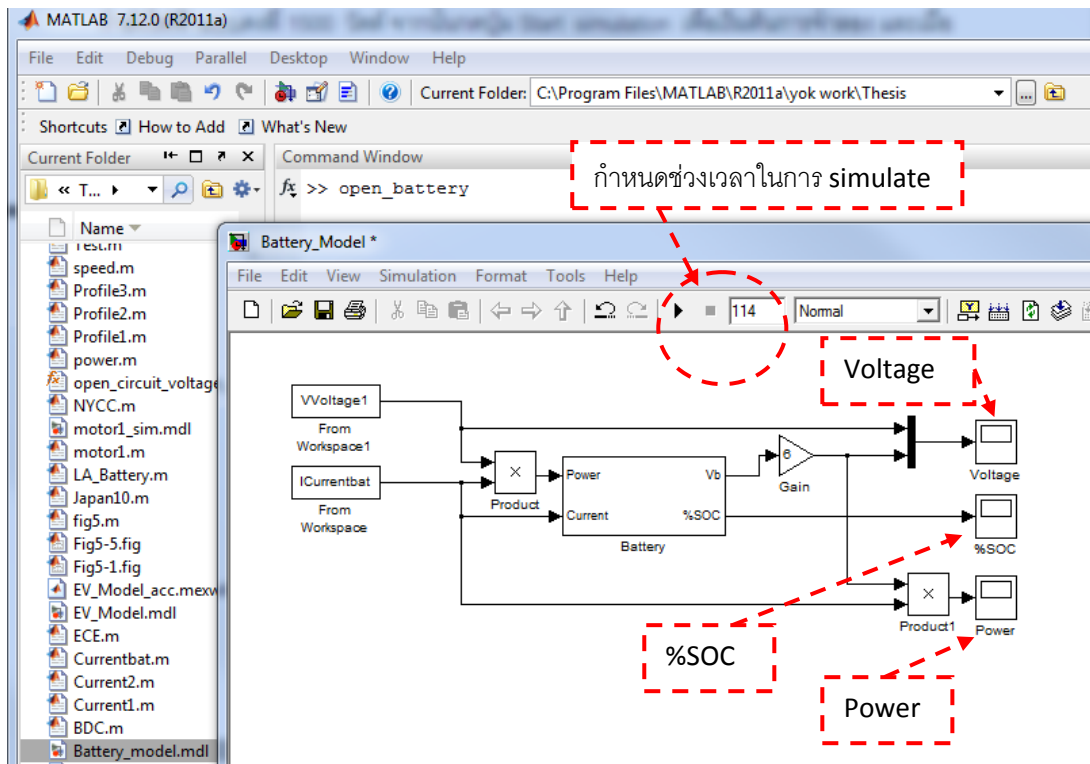 MATLAB 7.12.0 (R2011a)
File Edit Debug Parallel Desktop Window Help
Current Folder: C:\Program Files\MATLAB\R2011a\yok work\Thesis
Shortcuts How to Add What's New
Current Folder
Command Window
« T...
fx >> open_battery
กำหนดช่วงเวลาในการ simulate
Name
Test.m
speed.m
Profile3.m
Profile2.m
Profile1.m
power.m
open_circuit_voltage
NYCC.m
motor1_sim.mdl
motor1.m
LA_Battery.m
Japan10.m
fig5.m
Fig5-5.fig
Fig5-1.fig
EV_Model_acc.mexw
EV_Model.mdl
ECE.m
Currentbat.m
Current2.m
Current1.m
BDC.m
Battery_model.mdl
Battery_Model *
File Edit View Simulation Format Tools Help
114
Normal
Voltage
VVoltage1
From
Workspace1
ICurrentbat
From
Workspace
×
Product
Power
Current
Vb
%SOC
Battery
6
Gain
Voltage
%SOC
×
Product1
Power
%SOC
Power